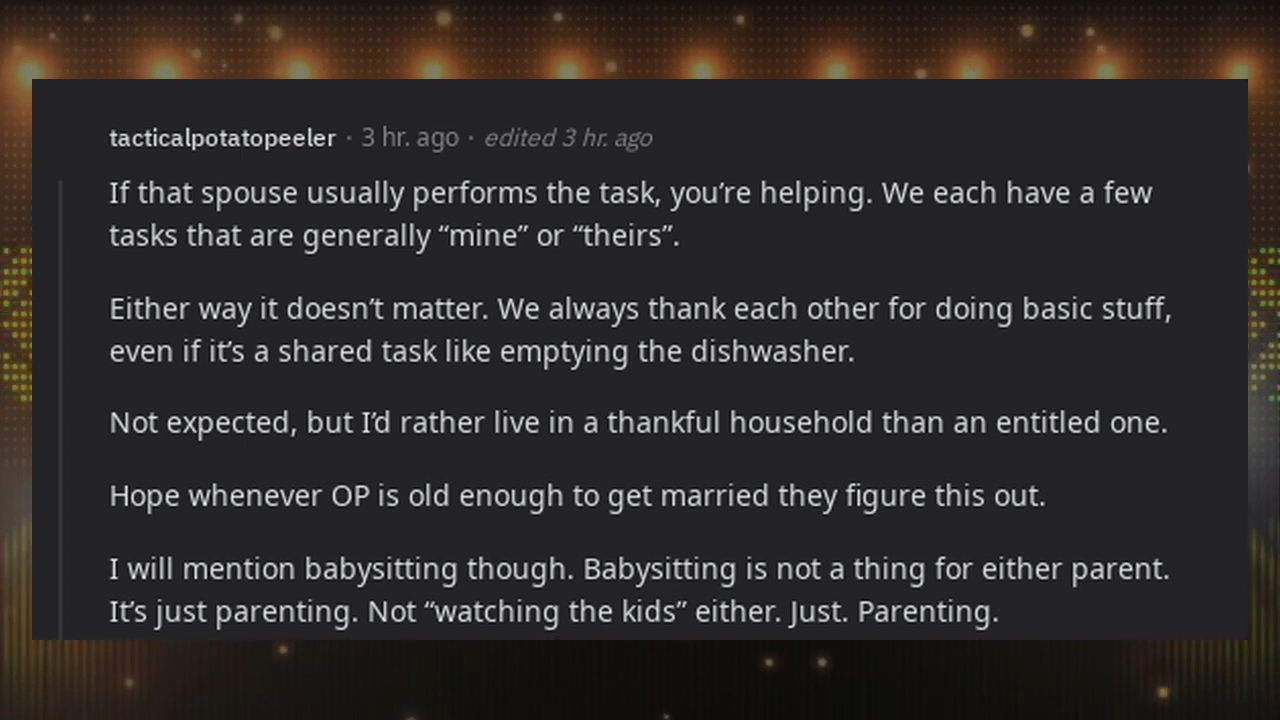 tacticalpotatopeeler · 3 hr. ago · edited 3 hr. ago
If that spouse usually performs the task, you’re helping. We each have a few
tasks that are generally “mine” or “theirs”.
Either way it doesn’t matter. We always thank each other for doing basic stuff,
even if it’s a shared task like emptying the dishwasher.
Not expected, but I’d rather live in a thankful household than an entitled one.
Hope whenever OP is old enough to get married they figure this out.
I will mention babysitting though. Babysitting is not a thing for either parent.
It’s just parenting. Not “watching the kids” either. Just. Parenting.